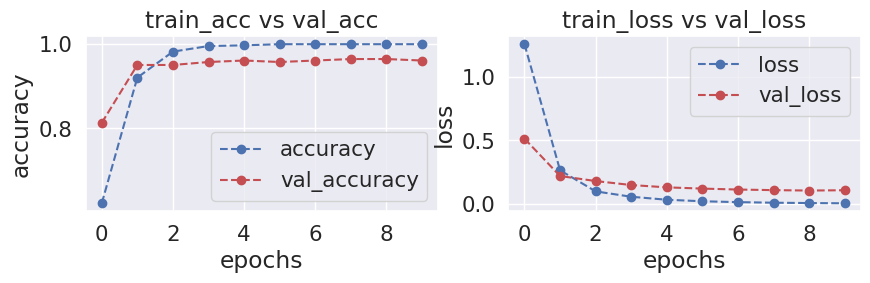 train_acc vs val_acc
1.0
0.8
accuracy
accuracy
val_accuracy
0 2 4 6 8
epochs
train_loss vs val_loss
1.0
0.5
0.0
loss
loss
val_loss
0 2 4 6 8
epochs